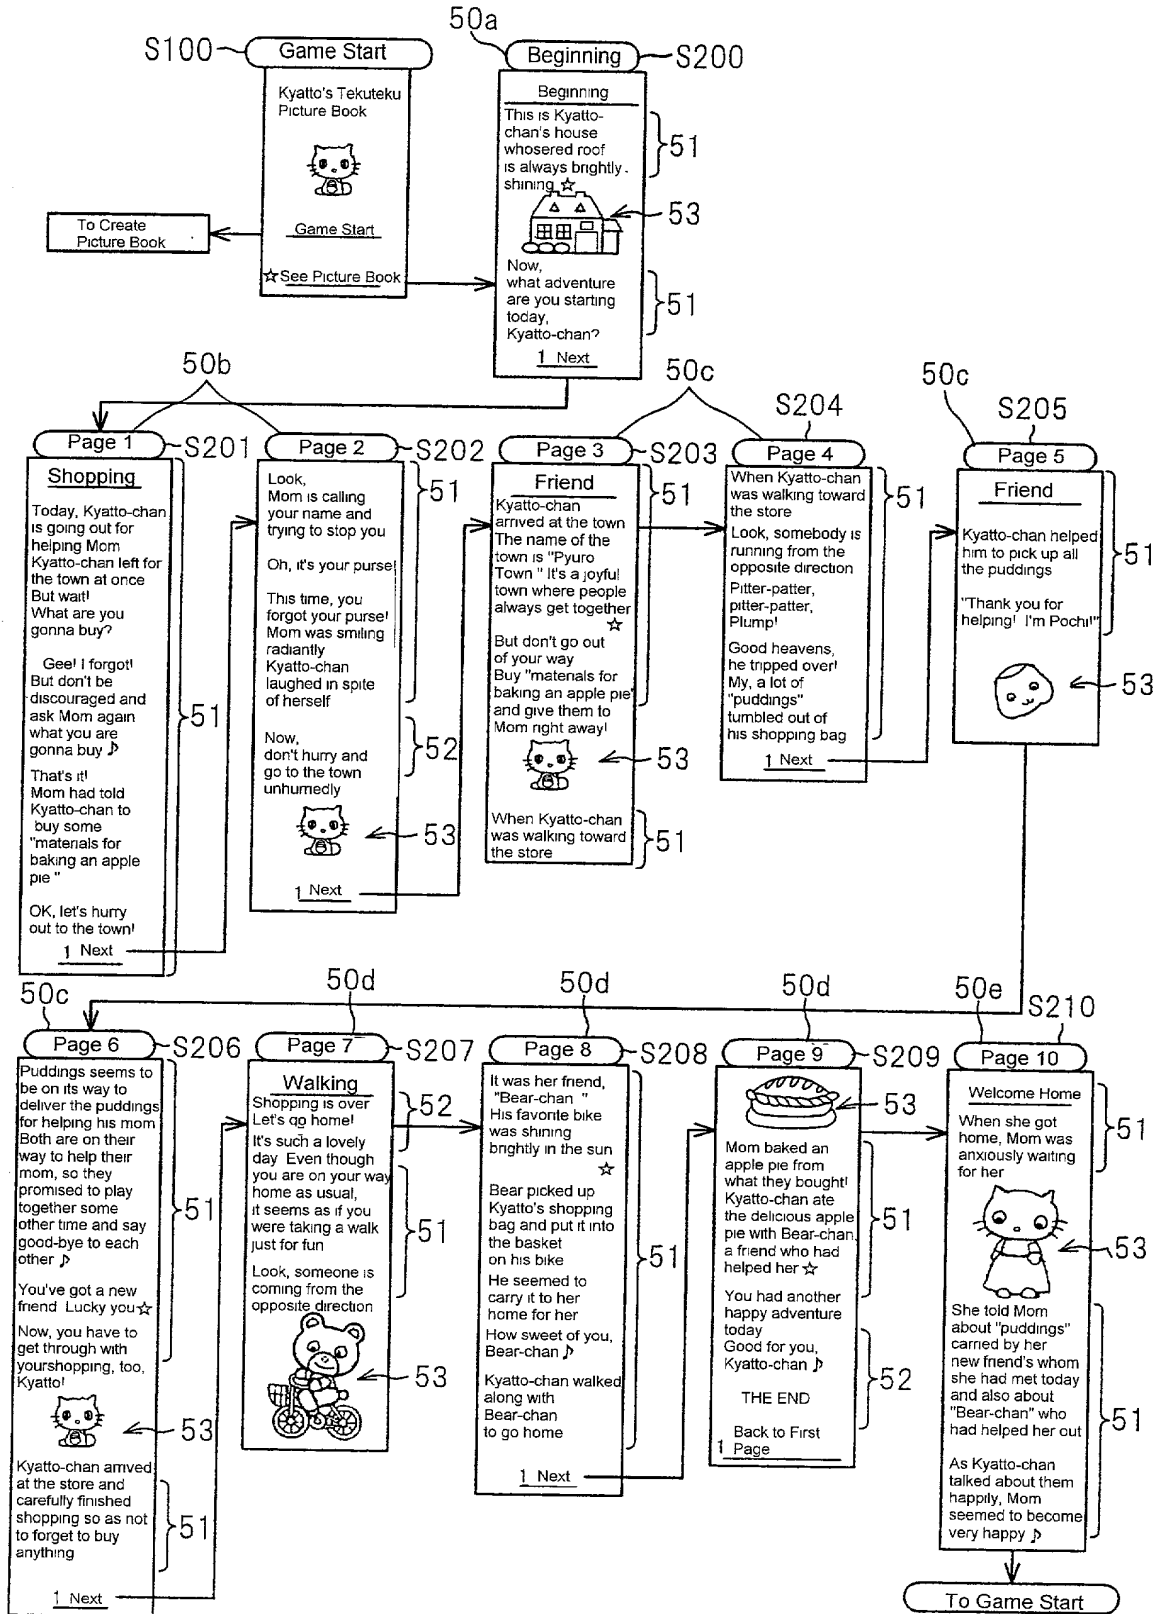 S100
Game Start
Kyatto's Tekuteku
Picture Book
Game Start
☆See Picture Book
To Create
Picture Book
50a
Beginning
S200
Beginning
This is Kyatto-
chan's house
whosered roof
is always brightly.
shining ☆
51
53
Now,
what adventure
are you starting
today,
Kyatto-chan?
51
1 Next
50b
Page 1
S201
Shopping
Today, Kyatto-chan
is going out for
helping Mom
Kyatto-chan left for
the town at once
But wait!
What are you
gonna buy?
Gee! I forgot!
But don't be
discouraged and
ask Mom again
what you are
gonna buy ♪
That's it!
Mom had told
Kyatto-chan to
buy some
"materials for
baking an apple
pie "
OK, let's hurry
out to the town!
1 Next
51
Page 2
S202
Look,
Mom is calling
your name and
trying to stop you
Oh, it's your purse!
This time, you
forgot your purse!
Mom was smiling
radiantly
Kyatto-chan
laughed in spite
of herself
51
Now,
don't hurry and
go to the town
unhurriedly
52
53
1 Next
50c
Page 3
S203
Friend
Kyatto-chan
arrived at the town
The name of the
town is "Pyuro
Town " It's a joyful
town where people
always get together
☆
But don't go out
of your way
Buy "materials for
baking an apple pie"
and give them to
Mom right away!
51
53
When Kyatto-chan
was walking toward
the store
51
S204
Page 4
When Kyatto-chan
was walking toward
the store
Look, somebody is
running from the
opposite direction
Pitter-patter,
pitter-patter,
Plump!
Good heavens,
he tripped over!
My, a lot of
"puddings"
tumbled out of
his shopping bag
51
1 Next
50c
S205
Page 5
Friend
Kyatto-chan helped
him to pick up all
the puddings
"Thank you for
helping! I'm Pochi!"
51
53
50c
Page 6
S206
Puddings seems to
be on its way to
deliver the puddings
for helping his mom
Both are on their
way to help their
mom, so they
promised to play
together some
other time and say
good-bye to each
other ♪
You've got a new
friend Lucky you☆
Now, you have to
get through with
yourshopping, too,
Kyatto!
51
53
Kyatto-chan arrived
at the store and
carefully finished
shopping so as not
to forget to buy
anything
51
1 Next
50d
Page 7
S207
Walking
Shopping is over
Let's go home!
52
It's such a lovely
day Even though
you are on your way
home as usual,
it seems as if you
were taking a walk
just for fun
Look, someone is
coming from the
opposite direction
51
53
50d
Page 8
S208
It was her friend,
"Bear-chan "
His favorite bike
was shining
brightly in the sun
☆
Bear picked up
Kyatto's shopping
bag and put it into
the basket
on his bike
He seemed to
carry it to her
home for her
How sweet of you,
Bear-chan ♪
Kyatto-chan walked
along with
Bear-chan
to go home
51
1 Next
50d
Page 9
S209
53
Mom baked an
apple pie from
what they bought!
Kyatto-chan ate
the delicious apple
pie with Bear-chan,
a friend who had
helped her ☆
You had another
happy adventure
today
51
Good for you,
Kyatto-chan ♪
THE END
52
Back to First
1 Page
50e
S210
Page 10
Welcome Home
When she got
home, Mom was
anxiously waiting
for her
51
53
She told Mom
about "puddings"
carried by her
new friend's whom
she had met today
and also about
"Bear-chan" who
had helped her out
As Kyatto-chan
talked about them
happily, Mom
seemed to become
very happy ♪
51
To Game Start